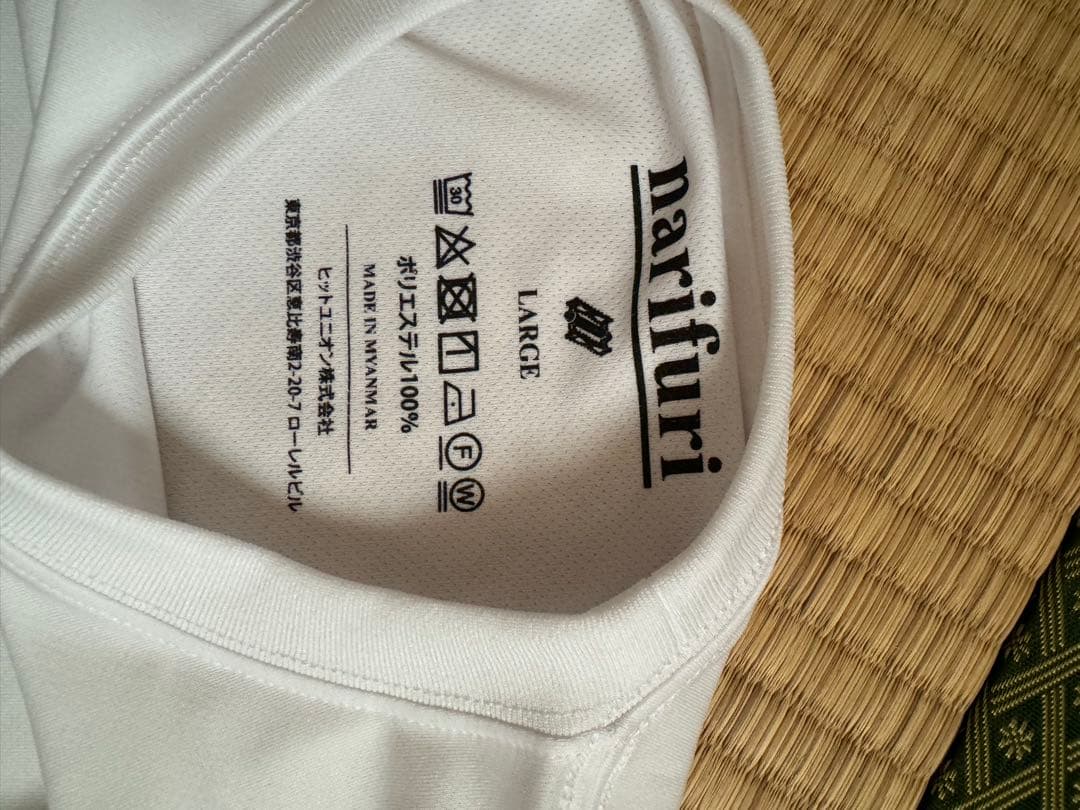 narifuri
LARGE
30
F W
ポリエステル100%
MADE IN MYANMAR
ヒットユニオン株式会社
東京都渋谷区恵比寿南2-20-7 ローレルビル